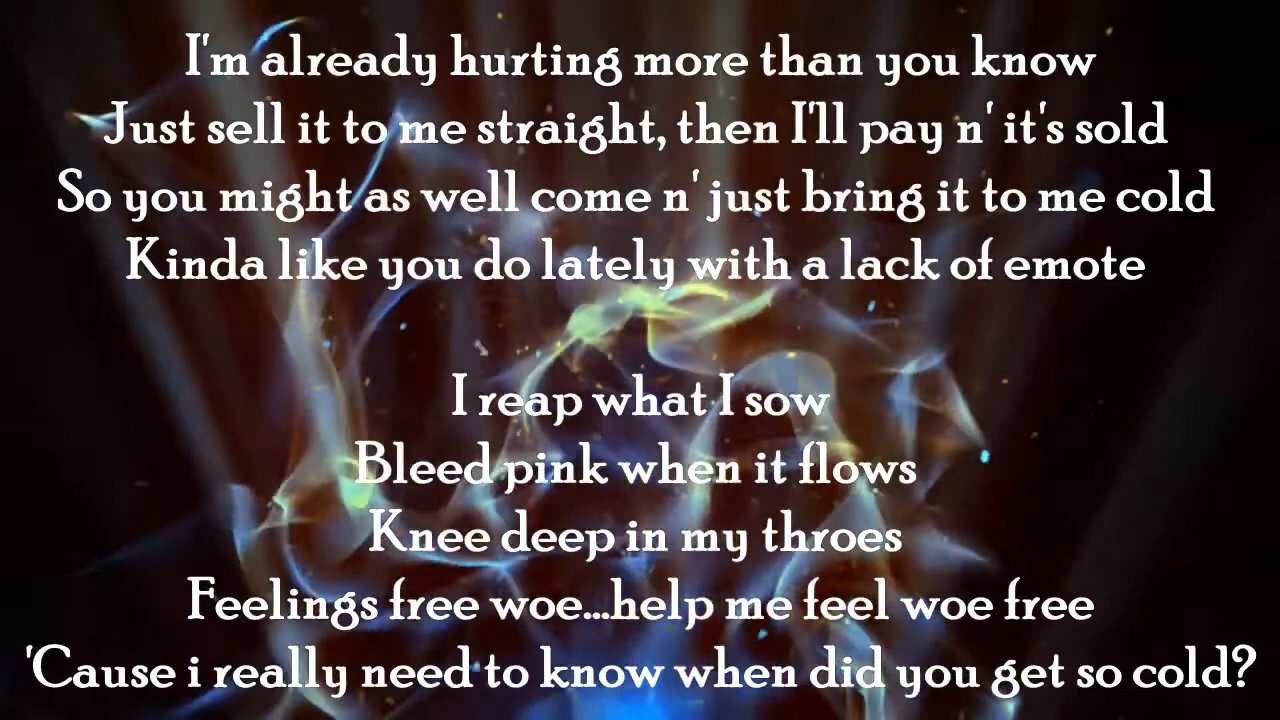 I'm already hurting more than you know
Just sell it to me straight, then I'll pay n' it's sold
So you might as well come n' just bring it to me cold
Kinda like you do lately with a lack of emote
I reap what I sow
Bleed pink when it flows
Knee deep in my throes
Feelings free woe...help me feel woe free
'Cause i really need to know when did you get so cold?